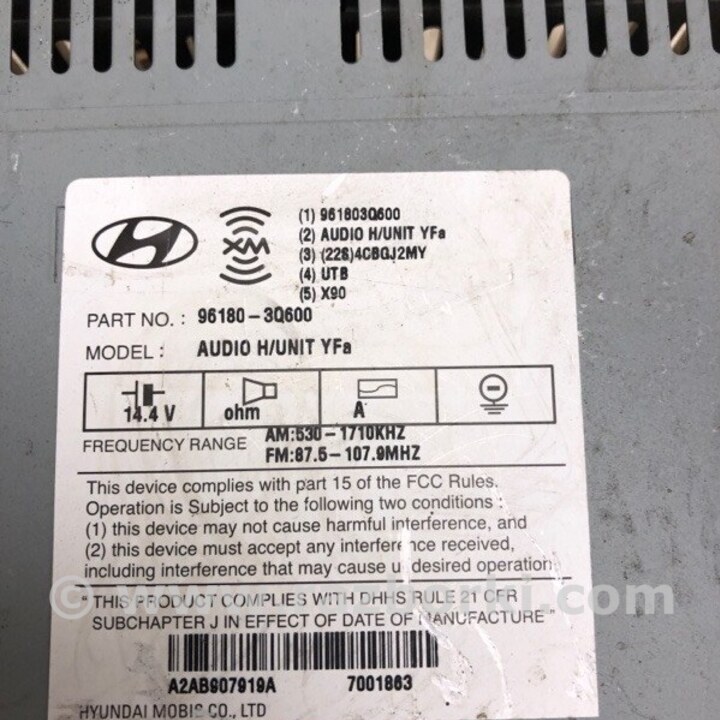 XM
(1) 961803Q600
(2) AUDIO H/UNIT YFa
(3) (228)4CBGJ2MY
(4) UTB
(5) X90
PART NO. : 96180-3Q600
MODEL : AUDIO H/UNIT YFa
14.4 V ohm A
FREQUENCY RANGE AM:530-1710KHZ
FM:87.5-107.9MHZ
This device complies with part 15 of the FCC Rules.
Operation is Subject to the following two conditions :
(1) this device may not cause harmful interference, and
(2) this device must accept any interference received,
including interference that may cause u desired operation
THIS PRODUCT COMPLIES WITH DHHS RULE 21 CFR
SUBCHAPTER J IN EFFECT OF DATE OF MANUFACTURE
A2AB907919A 7001863
HYUNDAI MOBIS CO., LTD